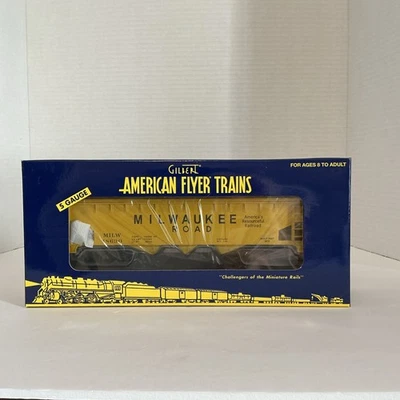 GILBERT
AMERICAN FLYER TRAINS
FOR AGES 8 TO ADULT
S GAUGE
MILWAUKEE
ROAD
America's
Resourceful
Railroad
MILW
"Challengers of the Miniature Rails"